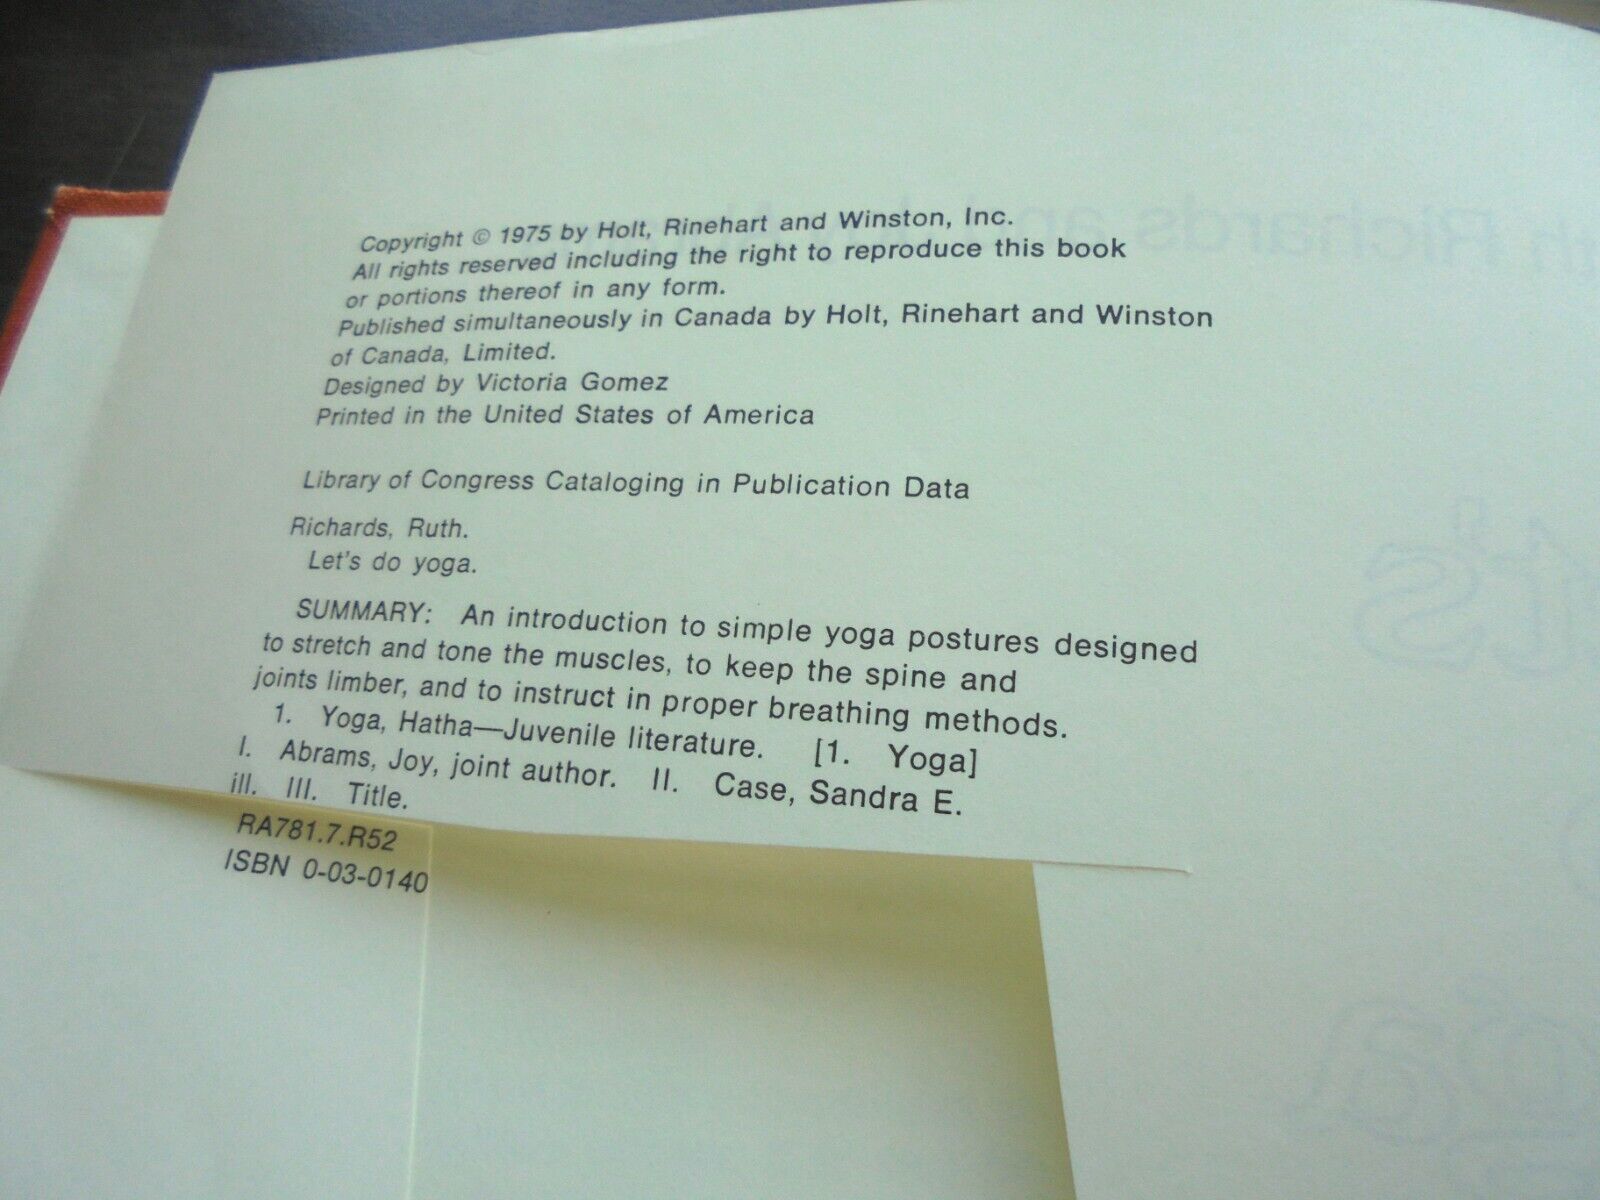 Copyright © 1975 by Holt, Rinehart and Winston, Inc.
All rights reserved including the right to reproduce this book
or portions thereof in any form.
Published simultaneously in Canada by Holt, Rinehart and Winston
of Canada, Limited.
Designed by Victoria Gomez
Printed in the United States of America
Library of Congress Cataloging in Publication Data
Richards, Ruth.
Let's do yoga.
SUMMARY: An introduction to simple yoga postures designed
to stretch and tone the muscles, to keep the spine and
joints limber, and to instruct in proper breathing methods.
1. Yoga, Hatha—Juvenile literature. [1. Yoga]
I. Abrams, Joy, joint author. II. Case, Sandra E.
ill. III. Title.
RA781.7.R52
ISBN 0-03-0140